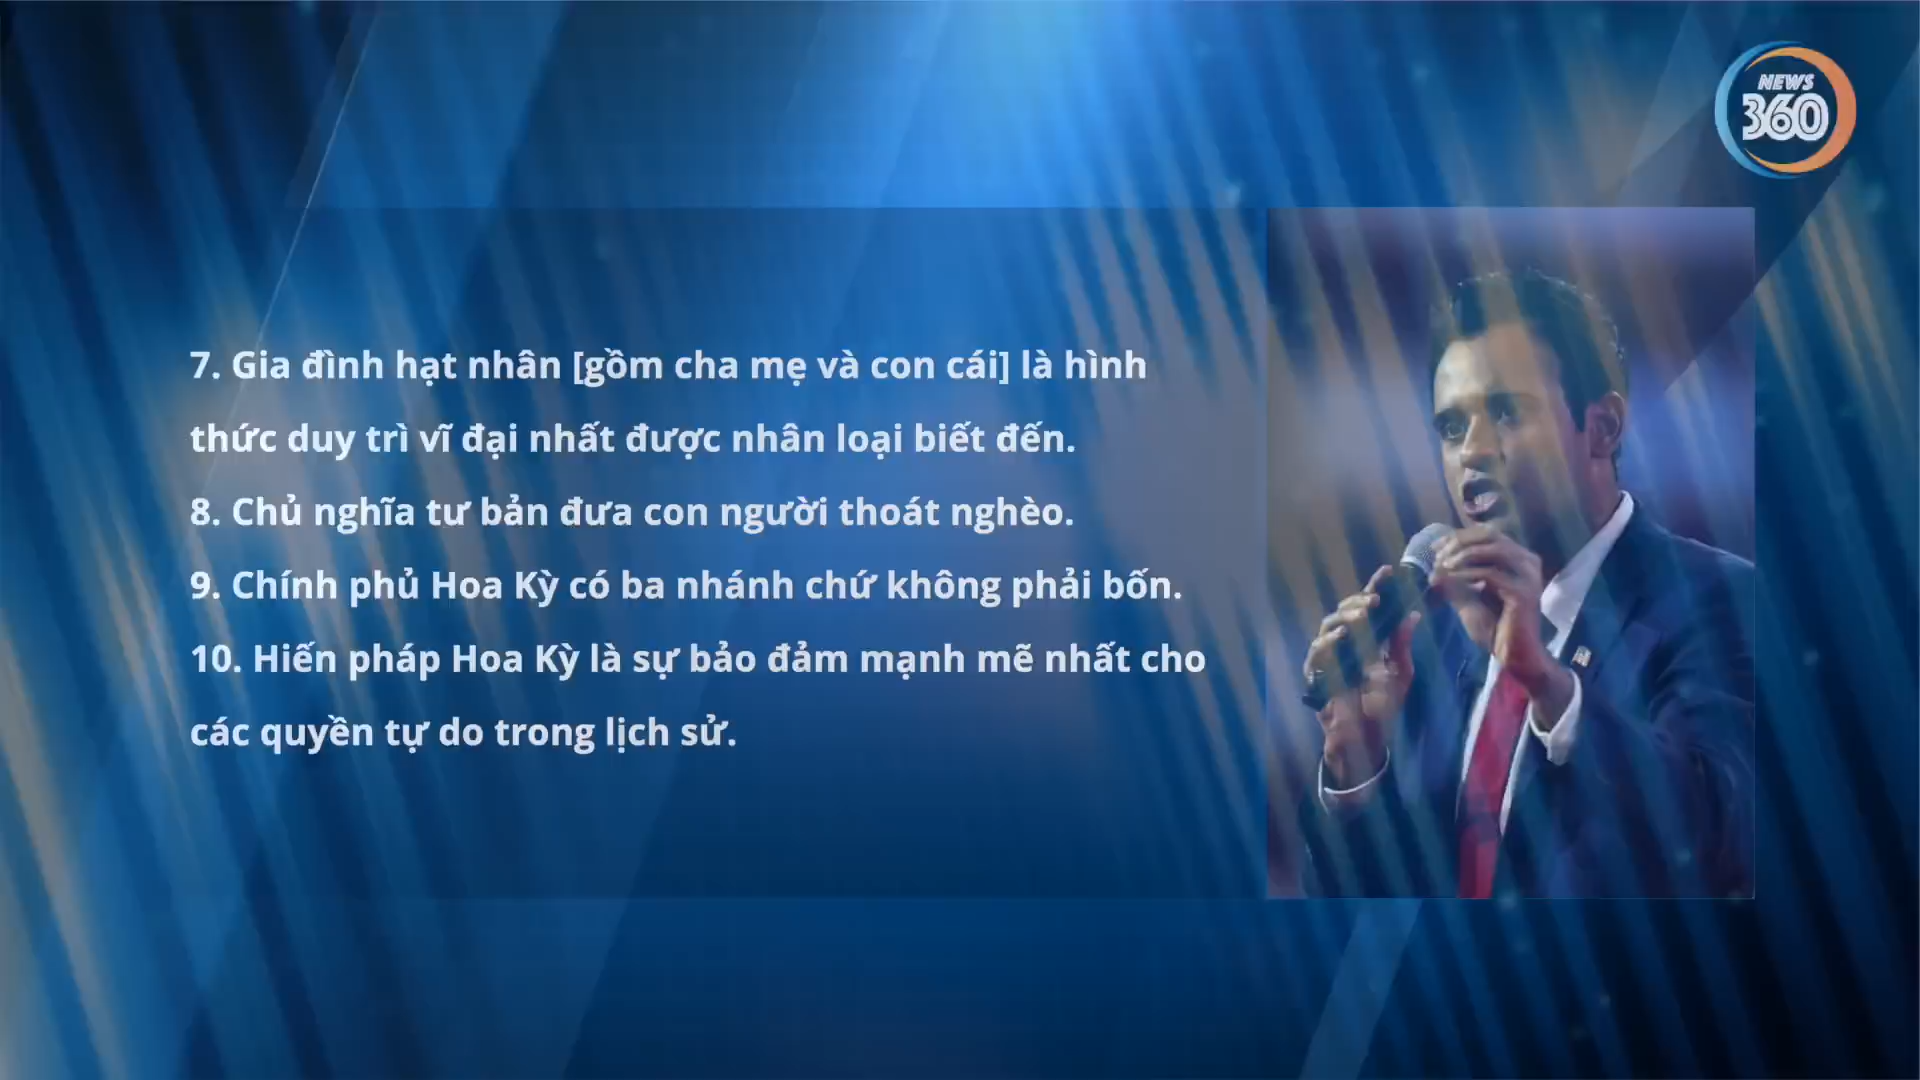 NEWS
360
7. Gia đình hạt nhân [gồm cha mẹ và con cái] là hình
thức duy trì vĩ đại nhất được nhân loại biết đến.
8. Chủ nghĩa tư bản đưa con người thoát nghèo.
9. Chính phủ Hoa Kỳ có ba nhánh chứ không phải bốn.
10. Hiến pháp Hoa Kỳ là sự bảo đảm mạnh mẽ nhất cho
các quyền tự do trong lịch sử.